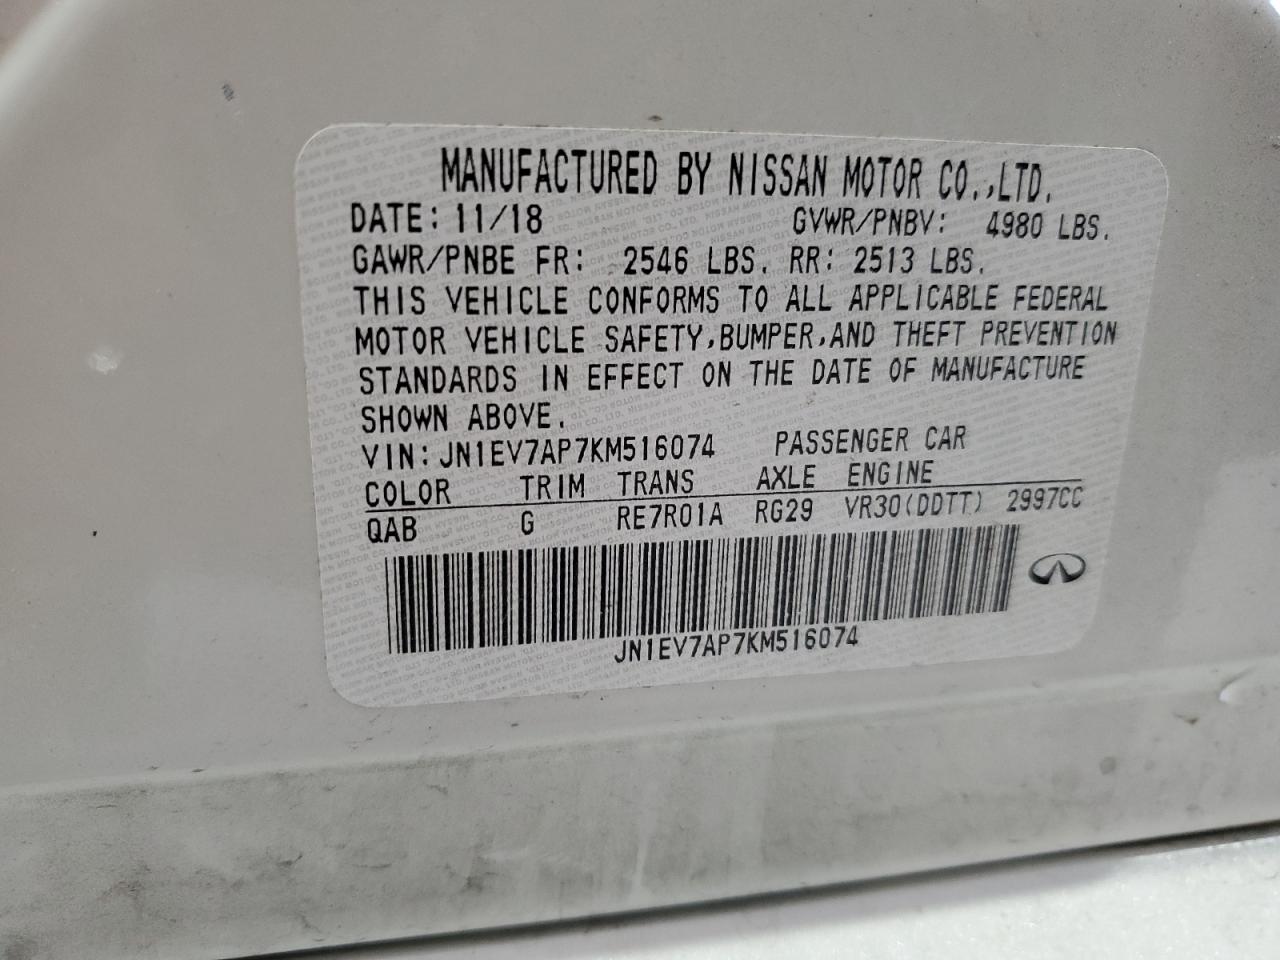 MANUFACTURED BY NISSAN MOTOR CO.,LTD.
DATE: 11/18 GVWR/PNBV: 4980 LBS.
GAWR/PNBE FR: 2546 LBS. RR: 2513 LBS.
THIS VEHICLE CONFORMS TO ALL APPLICABLE FEDERAL
MOTOR VEHICLE SAFETY,BUMPER,AND THEFT PREVENTION
STANDARDS IN EFFECT ON THE DATE OF MANUFACTURE
SHOWN ABOVE.
VIN: JN1EV7AP7KM516074 PASSENGER CAR
COLOR TRIM TRANS AXLE ENGINE
QAB G RE7R01A RG29 VR30(DDTT) 2997CC
JN1EV7AP7KM516074